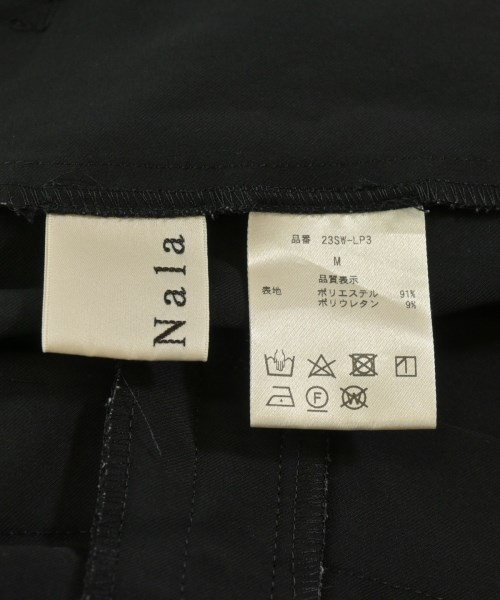 Nala
品番 23SW-LP3
M
品質表示
表地 ポリエステル 91%
ポリウレタン 9%
F
W